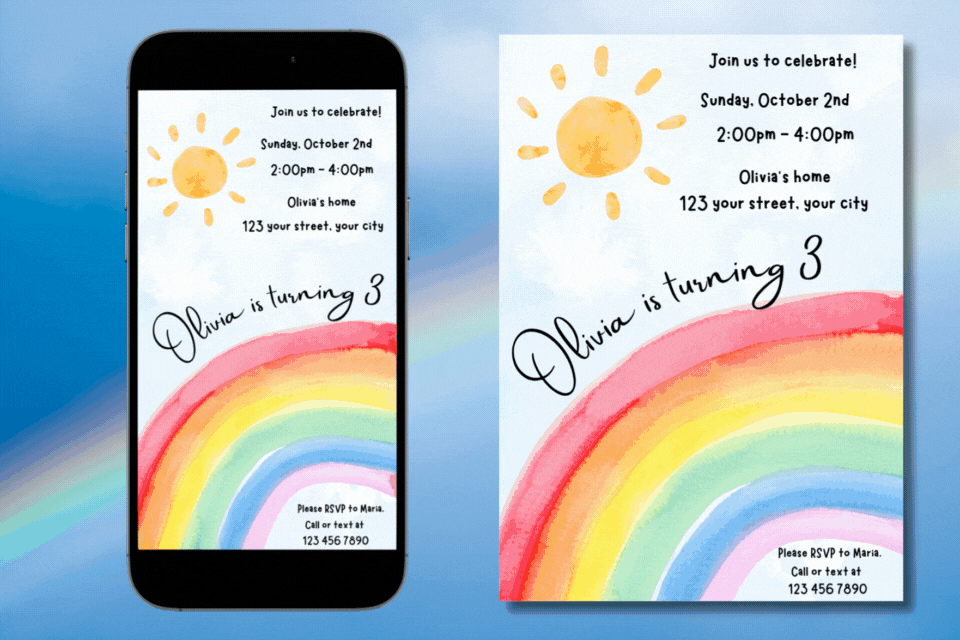 Join us to celebrate!
Sunday, October 2nd
2:00pm - 4:00pm
Olivia's home
123 your street, your city
Olivia is turning 3
Please RSVP to Maria.
Call or text at
123 456 7890
Join us to celebrate!
Sunday, October 2nd
2:00pm - 4:00pm
Olivia's home
123 your street, your city
Olivia is turning 3
Please RSVP to Maria.
Call or text at
123 456 7890